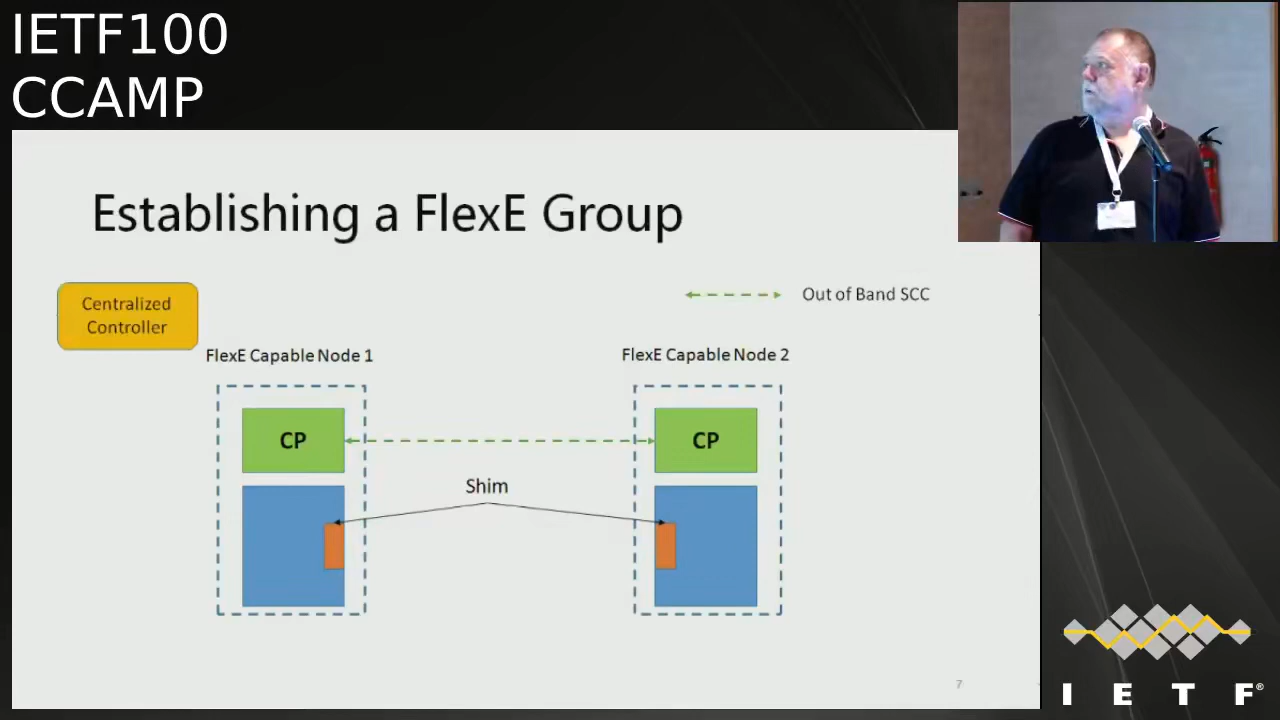 IETF100
CCAMP
Establishing a FlexE Group
Centralized
Controller
Out of Band SCC
FlexE Capable Node 1
FlexE Capable Node 2
CP
CP
Shim
7
I E T F®